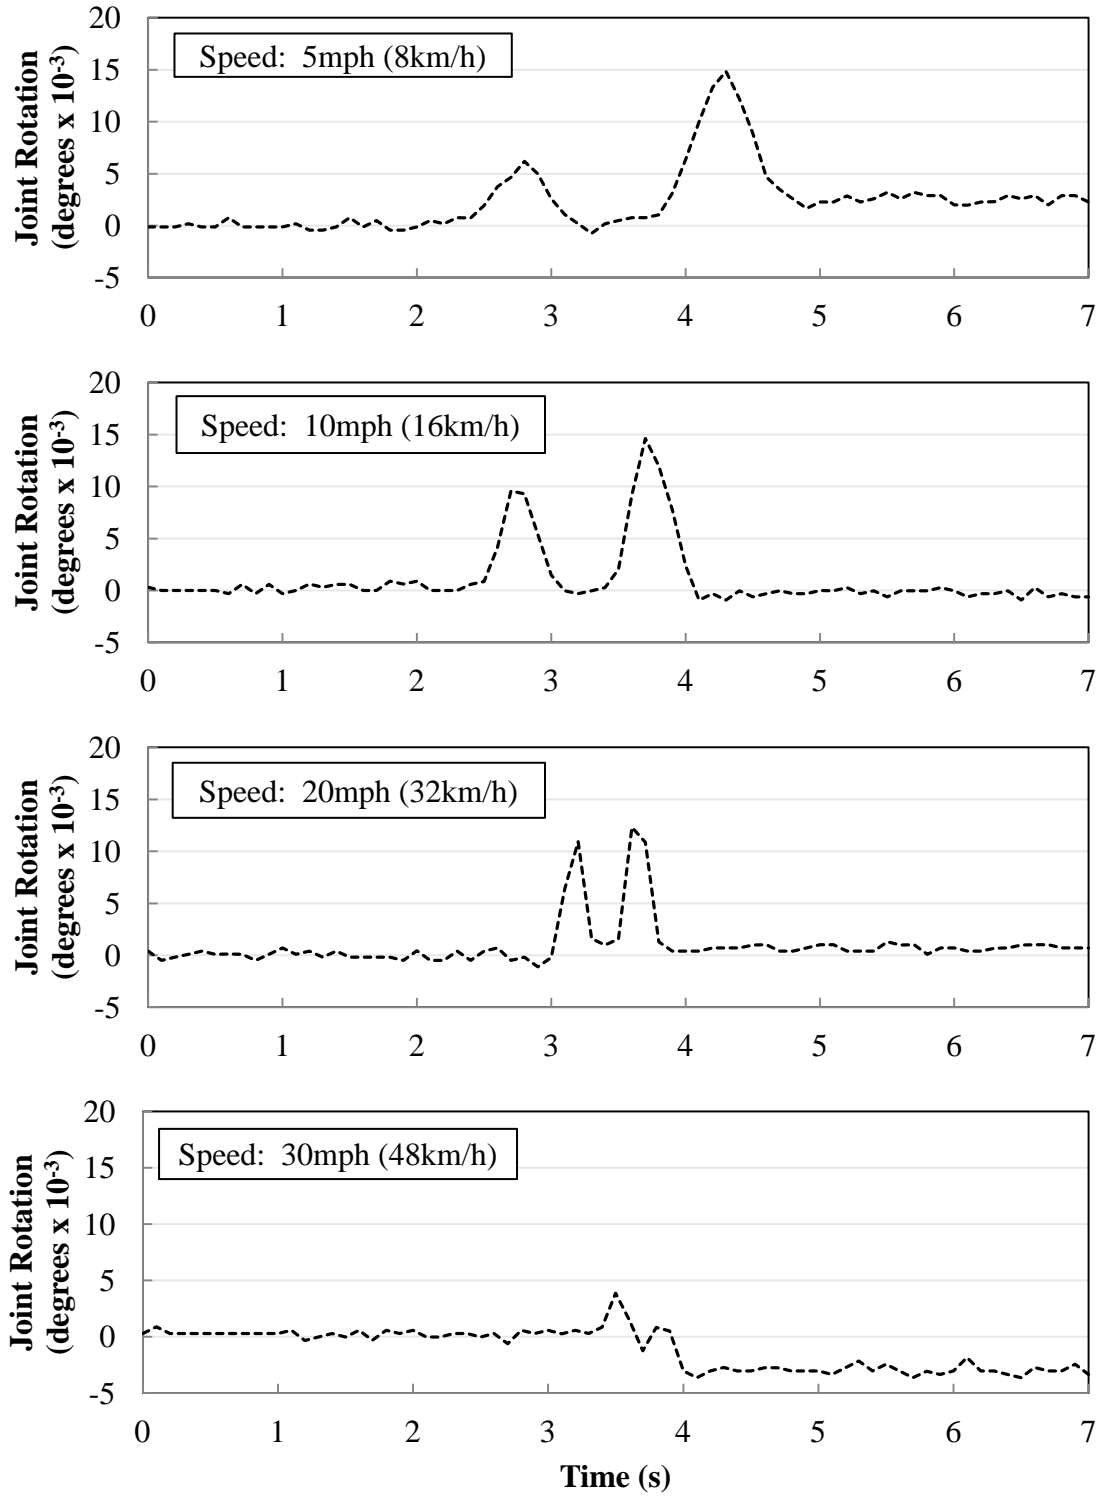 20
Speed:  5mph (8km/h)
15
10
5
0
-5
Joint Rotation
(degrees x 10⁻³)
0 1 2 3 4 5 6 7
20
Speed:  10mph (16km/h)
15
10
5
0
-5
Joint Rotation
(degrees x 10⁻³)
0 1 2 3 4 5 6 7
20
Speed:  20mph (32km/h)
15
10
5
0
-5
Joint Rotation
(degrees x 10⁻³)
0 1 2 3 4 5 6 7
20
Speed:  30mph (48km/h)
15
10
5
0
-5
Joint Rotation
(degrees x 10⁻³)
0 1 2 3 4 5 6 7
Time (s)